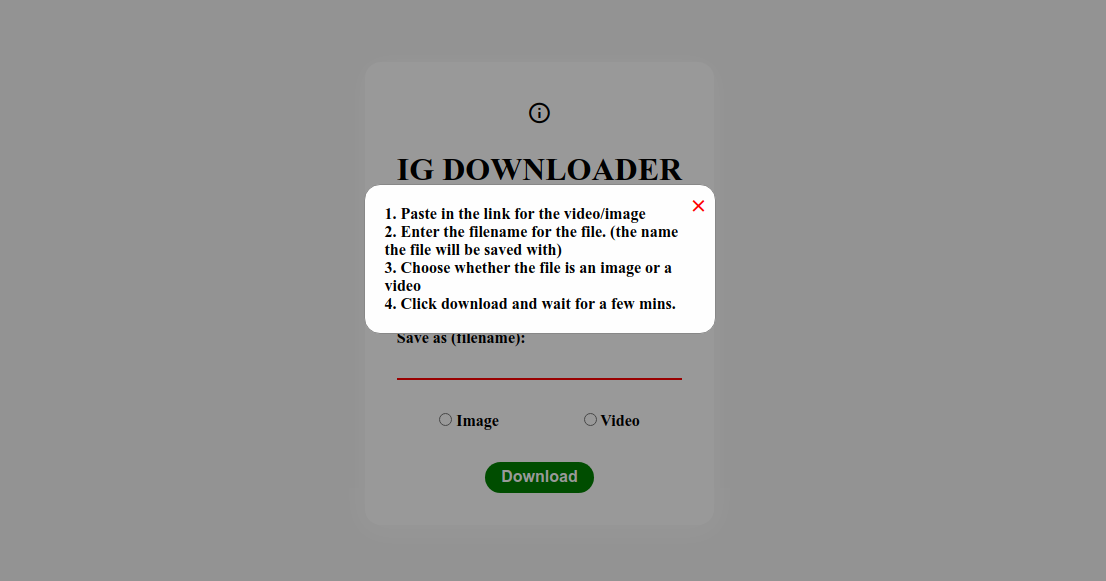 IG DOWNLOADER
1. Paste in the link for the video/image
2. Enter the filename for the file. (the name
the file will be saved with)
3. Choose whether the file is an image or a
video
4. Click download and wait for a few mins.
Save as (filename):
Image
Video
Download